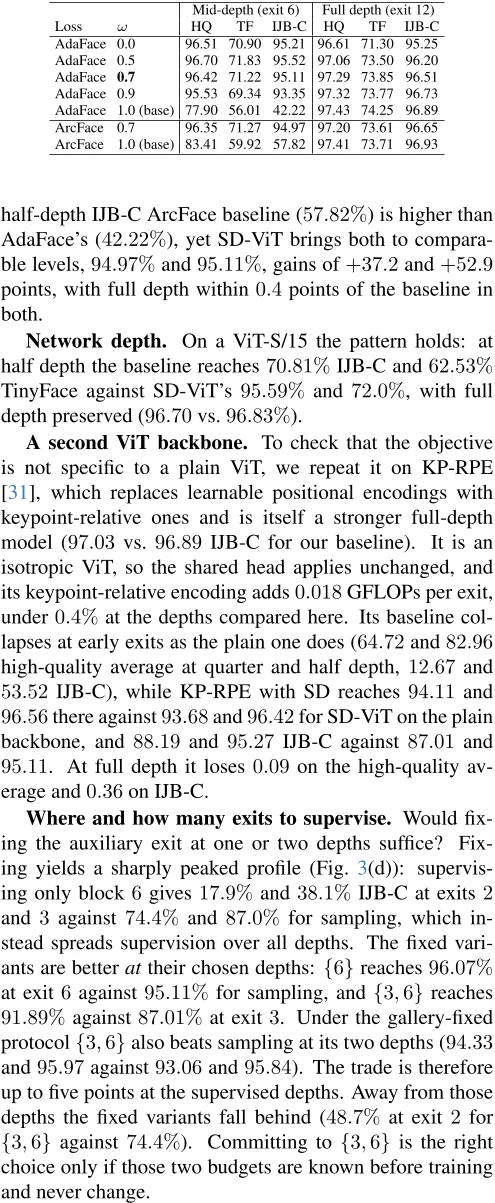 Mid-depth (exit 6) Full depth (exit 12)
Loss ω HQ TF IJB-C HQ TF IJB-C
AdaFace 0.0 96.51 70.90 95.21 96.61 71.30 95.25
AdaFace 0.5 96.70 71.83 95.52 97.06 73.50 96.20
AdaFace 0.7 96.42 71.22 95.11 97.29 73.85 96.51
AdaFace 0.9 95.53 69.34 93.35 97.32 73.77 96.73
AdaFace 1.0 (base) 77.90 56.01 42.22 97.43 74.25 96.89
ArcFace 0.7 96.35 71.27 94.97 97.20 73.61 96.65
ArcFace 1.0 (base) 83.41 59.92 57.82 97.41 73.71 96.93
half-depth IJB-C ArcFace baseline (57.82%) is higher than
AdaFace's (42.22%), yet SD-ViT brings both to compara-
ble levels, 94.97% and 95.11%, gains of +37.2 and +52.9
points, with full depth within 0.4 points of the baseline in
both.
Network depth. On a ViT-S/15 the pattern holds: at
half depth the baseline reaches 70.81% IJB-C and 62.53%
TinyFace against SD-ViT's 95.59% and 72.0%, with full
depth preserved (96.70 vs. 96.83%).
A second ViT backbone. To check that the objective
is not specific to a plain ViT, we repeat it on KP-RPE
[31], which replaces learnable positional encodings with
keypoint-relative ones and is itself a stronger full-depth
model (97.03 vs. 96.89 IJB-C for our baseline). It is an
isotropic ViT, so the shared head applies unchanged, and
its keypoint-relative encoding adds 0.018 GFLOPs per exit,
under 0.4% at the depths compared here. Its baseline col-
lapses at early exits as the plain one does (64.72 and 82.96
high-quality average at quarter and half depth, 12.67 and
53.52 IJB-C), while KP-RPE with SD reaches 94.11 and
96.56 there against 93.68 and 96.42 for SD-ViT on the plain
backbone, and 88.19 and 95.27 IJB-C against 87.01 and
95.11. At full depth it loses 0.09 on the high-quality av-
erage and 0.36 on IJB-C.
Where and how many exits to supervise. Would fix-
ing the auxiliary exit at one or two depths suffice? Fix-
ing yields a sharply peaked profile (Fig. 3(d)): supervis-
ing only block 6 gives 17.9% and 38.1% IJB-C at exits 2
and 3 against 74.4% and 87.0% for sampling, which in-
stead spreads supervision over all depths. The fixed vari-
ants are better at their chosen depths: {6} reaches 96.07%
at exit 6 against 95.11% for sampling, and {3, 6} reaches
91.89% against 87.01% at exit 3. Under the gallery-fixed
protocol {3, 6} also beats sampling at its two depths (94.33
and 95.97 against 93.06 and 95.84). The trade is therefore
up to five points at the supervised depths. Away from those
depths the fixed variants fall behind (48.7% at exit 2 for
{3, 6} against 74.4%). Committing to {3, 6} is the right
choice only if those two budgets are known before training
and never change.